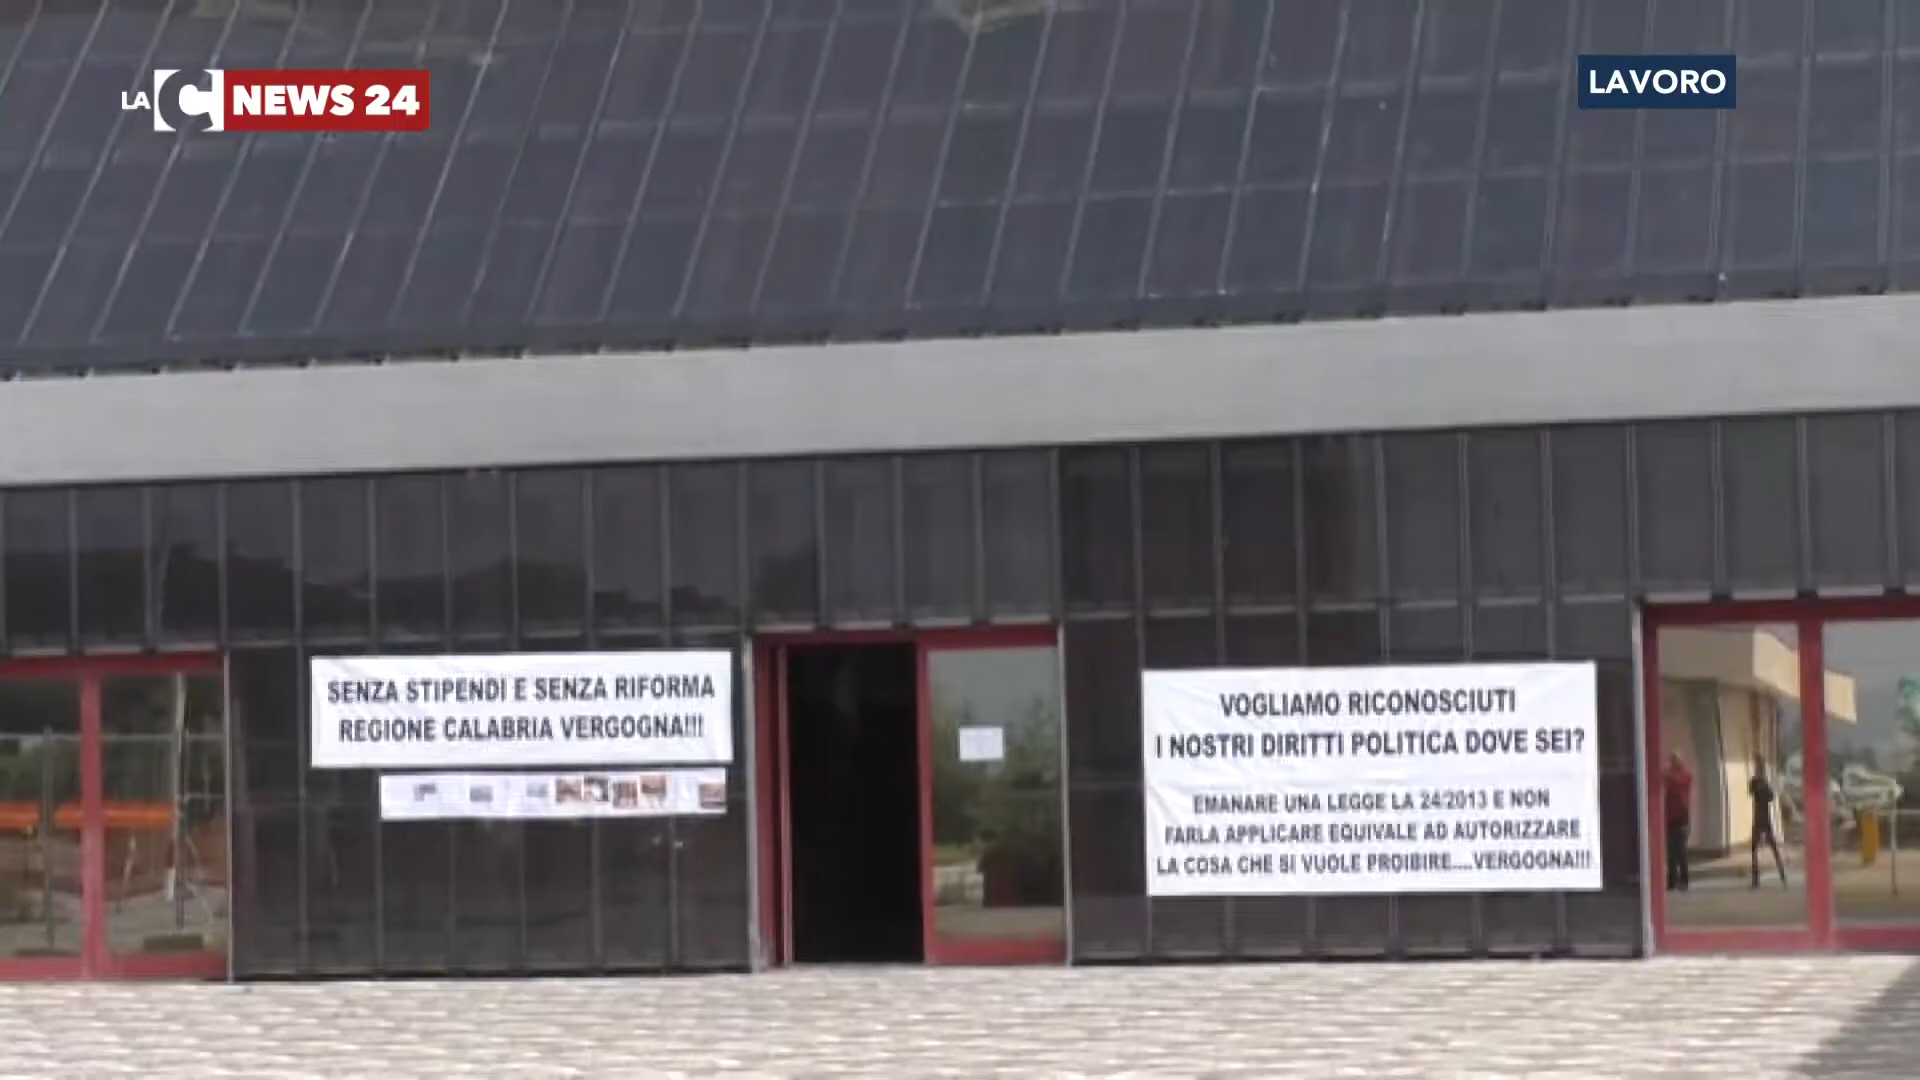 LA C NEWS 24
LAVORO
SENZA STIPENDI E SENZA RIFORMA
REGIONE CALABRIA VERGOGNA!!!
VOGLIAMO RICONOSCIUTI
I NOSTRI DIRITTI POLITICA DOVE SEI?
EMANARE UNA LEGGE LA 24/2013 E NON
FARLA APPLICARE EQUIVALE AD AUTORIZZARE
LA COSA CHE SI VUOLE PROIBIRE....VERGOGNA!!!